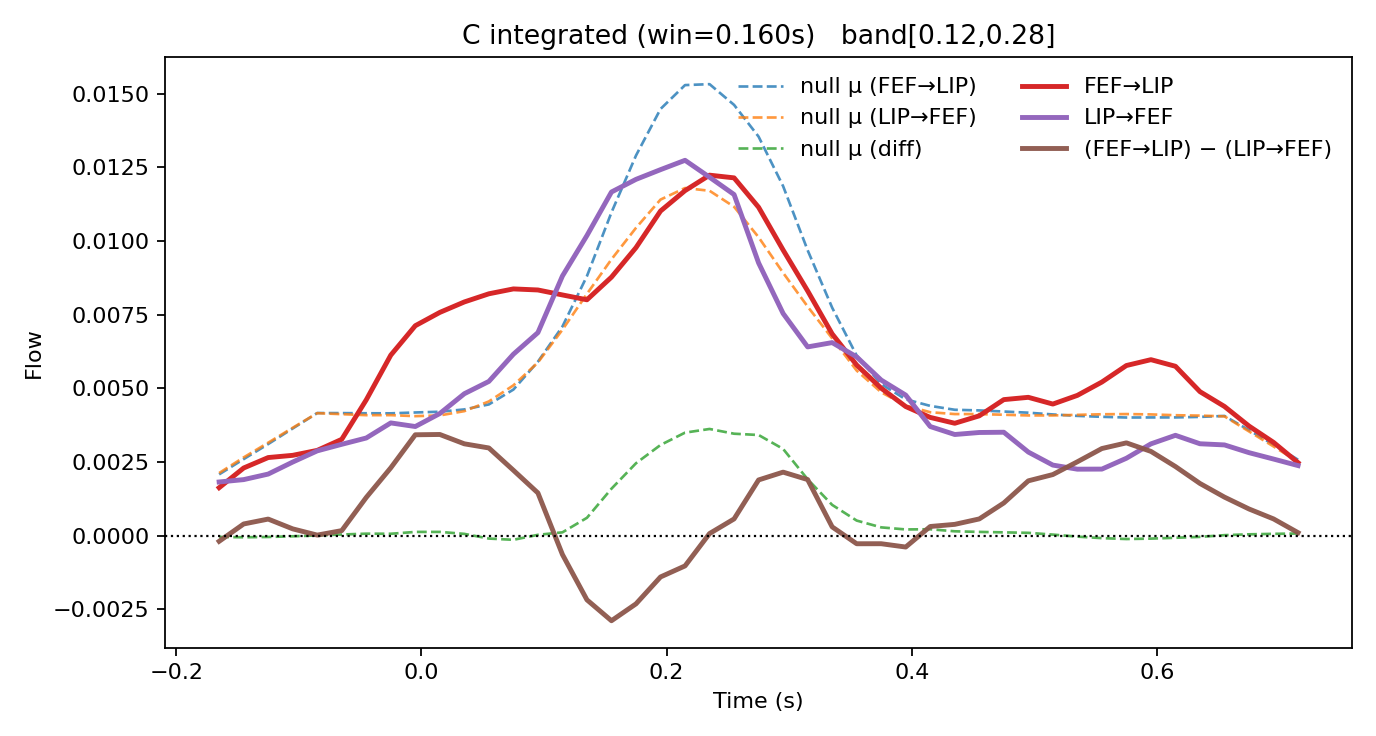 C integrated (win=0.160s)   band[0.12,0.28]
null μ (FEF→LIP)
null μ (LIP→FEF)
null μ (diff)
FEF→LIP
LIP→FEF
(FEF→LIP) − (LIP→FEF)
Flow
0.0150
0.0125
0.0100
0.0075
0.0050
0.0025
0.0000
−0.0025
−0.2
0.0
0.2
0.4
0.6
Time (s)